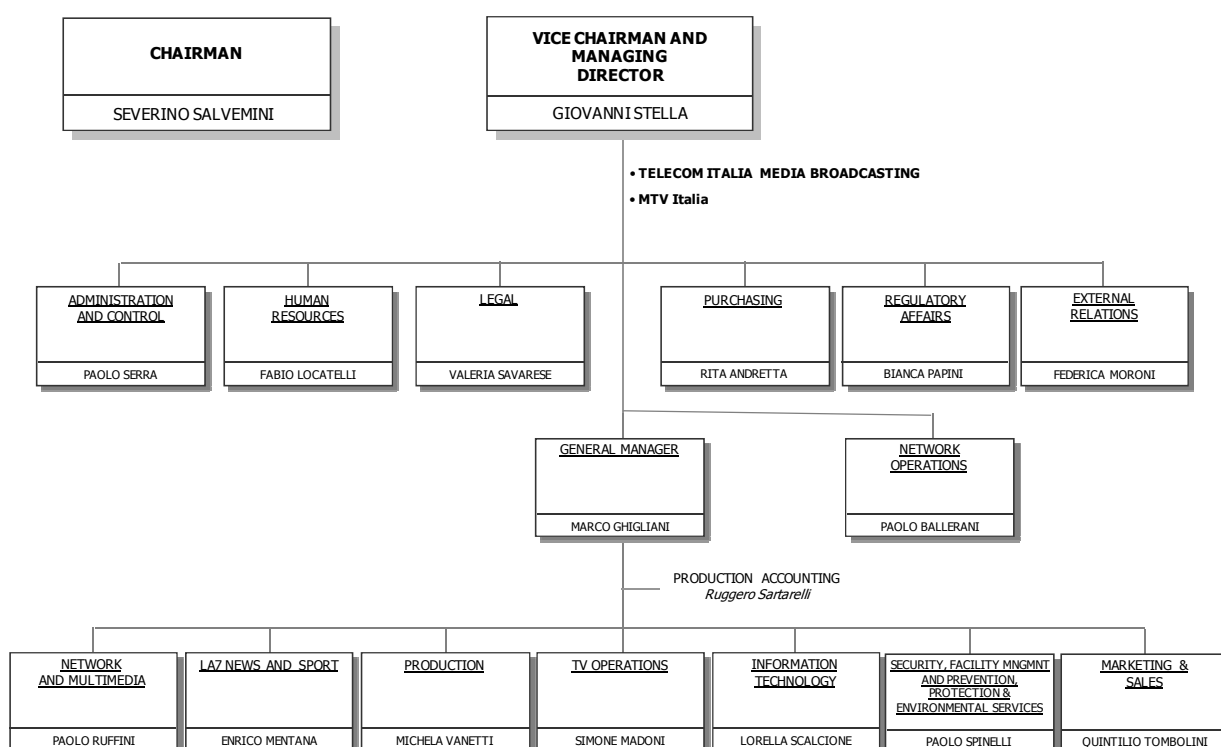 CHAIRMAN
SEVERINO SALVEMINI
VICE CHAIRMAN AND
MANAGING
DIRECTOR
GIOVANNI STELLA
• TELECOM ITALIA MEDIA BROADCASTING
• MTV Italia
ADMINISTRATION
AND CONTROL
PAOLO SERRA
HUMAN
RESOURCES
FABIO LOCATELLI
LEGAL
VALERIA SAVARESE
PURCHASING
RITA ANDRETTA
REGULATORY
AFFAIRS
BIANCA PAPINI
EXTERNAL
RELATIONS
FEDERICA MORONI
GENERAL MANAGER
MARCO GHIGLIANI
NETWORK
OPERATIONS
PAOLO BALLERANI
PRODUCTION ACCOUNTING
Ruggero Sartarelli
NETWORK
AND MULTIMEDIA
PAOLO RUFFINI
LA7 NEWS AND SPORT
ENRICO MENTANA
PRODUCTION
MICHELA VANETTI
TV OPERATIONS
SIMONE MADONI
INFORMATION
TECHNOLOGY
LORELLA SCALCIONE
SECURITY, FACILITY MNGMNT
AND PREVENTION,
PROTECTION &
ENVIRONMENTAL SERVICES
PAOLO SPINELLI
MARKETING &
SALES
QUINTILIO TOMBOLINI